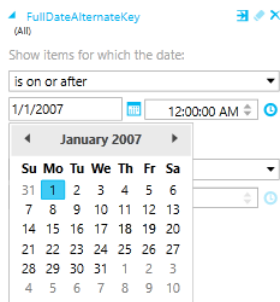 FullDateAlternateKey
(All)
Show items for which the date:
is on or after
1/1/2007 12:00:00 AM
January 2007
Su Mo Tu We Th Fr Sa
31 1 2 3 4 5 6
7 8 9 10 11 12 13
14 15 16 17 18 19 20
21 22 23 24 25 26 27
28 29 30 31 1 2 3
4 5 6 7 8 9 10